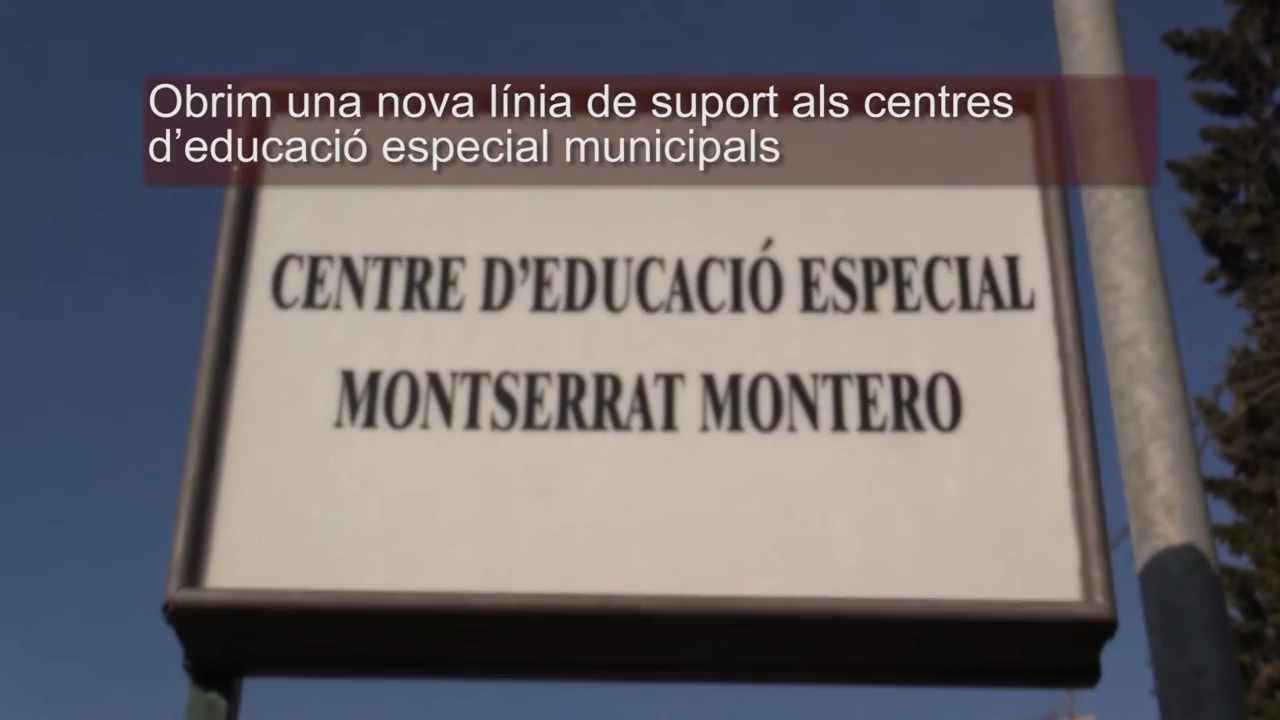 Obrim una nova línia de suport als centres
d’educació especial municipals
CENTRE D’EDUCACIÓ ESPECIAL
MONTSERRAT MONTERO